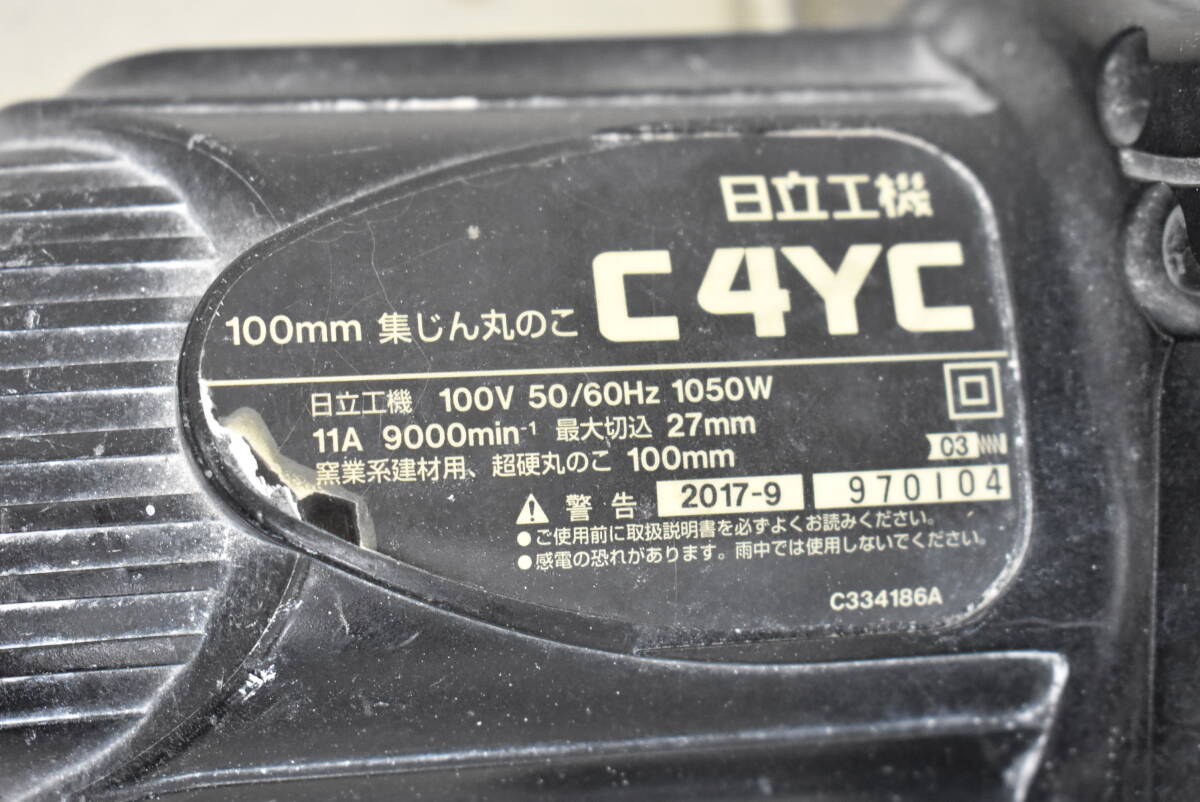 日立工機
100mm 集じん丸のこ C4YC
日立工機 100V 50/60Hz 1050W
11A 9000min⁻¹ 最大切込 27mm
窯業系建材用、超硬丸のこ 100mm
03
警告 2017-9 970104
●ご使用前に取扱説明書を必ずよくお読みください。
●感電の恐れがあります。雨中では使用しないでください。
C334186A